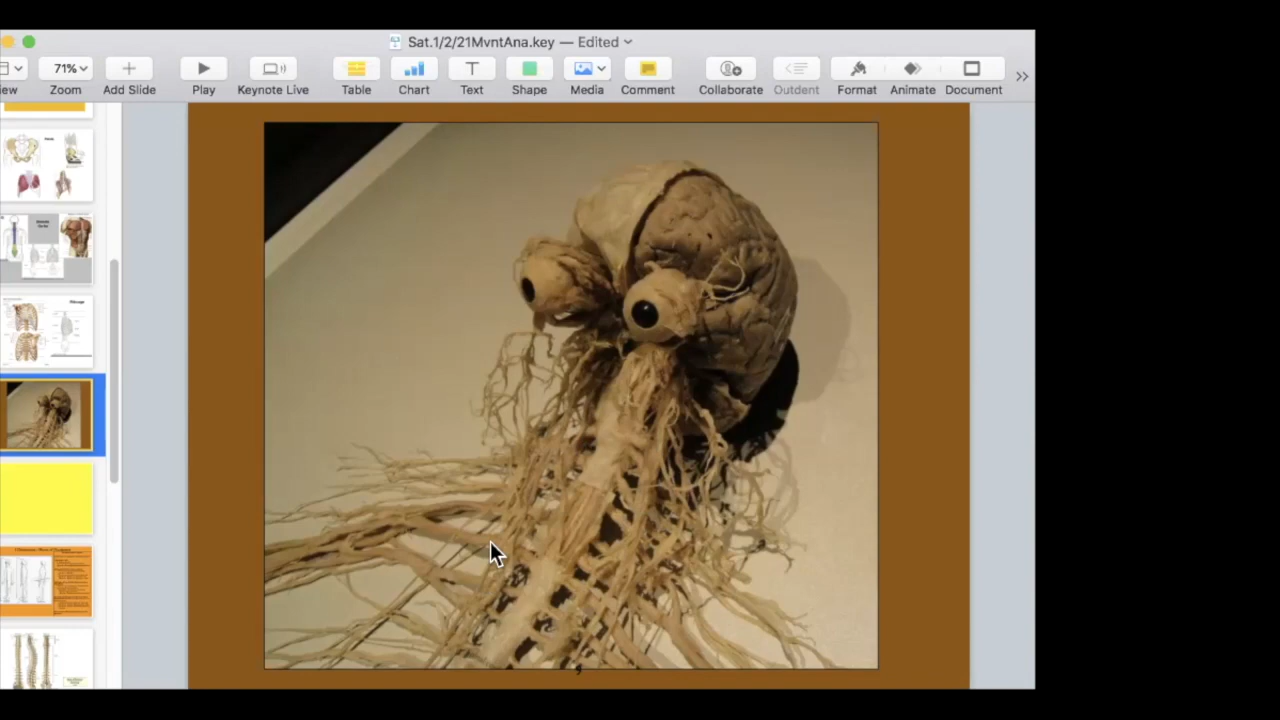 Sat.1/2/21MvntAna.key — Edited
71%
iew
Zoom
Add Slide
Play
Keynote Live
Table
Chart
Text
Shape
Media
Comment
Collaborate
Outdent
Format
Animate
Document
,